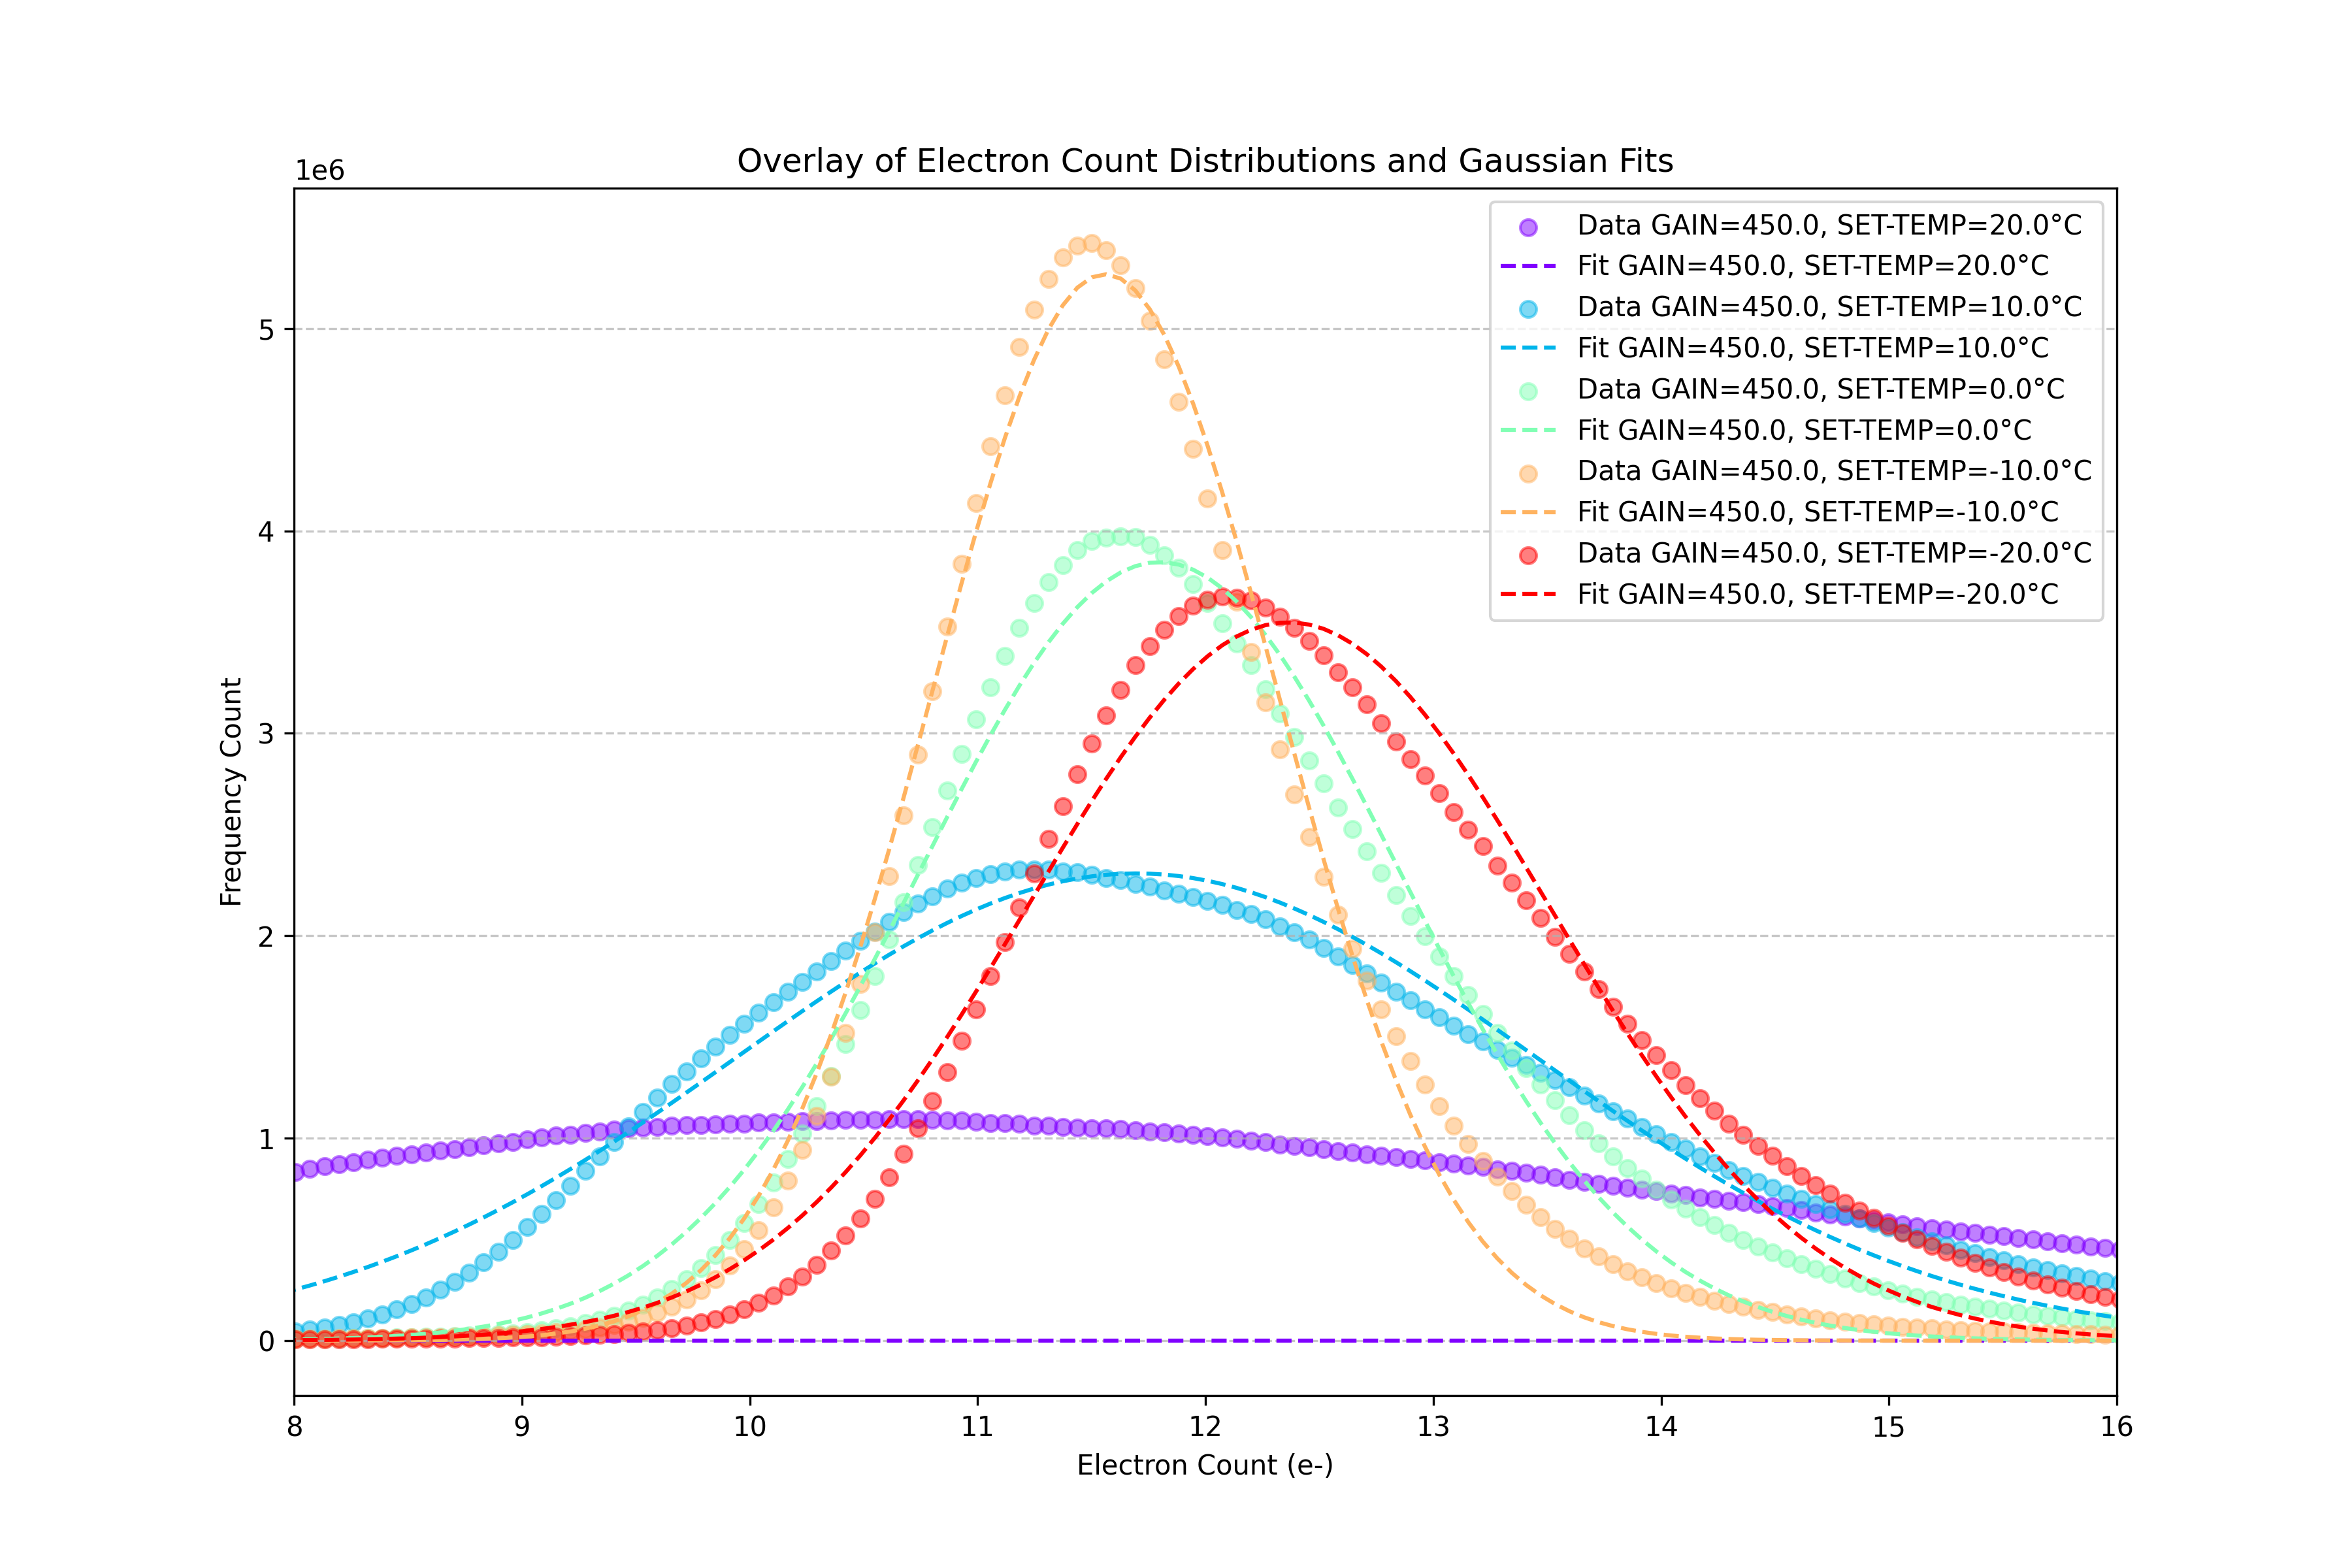 Overlay of Electron Count Distributions and Gaussian Fits
1e6
Data GAIN=450.0, SET-TEMP=20.0°C
Fit GAIN=450.0, SET-TEMP=20.0°C
Data GAIN=450.0, SET-TEMP=10.0°C
Fit GAIN=450.0, SET-TEMP=10.0°C
Data GAIN=450.0, SET-TEMP=0.0°C
Fit GAIN=450.0, SET-TEMP=0.0°C
Data GAIN=450.0, SET-TEMP=-10.0°C
Fit GAIN=450.0, SET-TEMP=-10.0°C
Data GAIN=450.0, SET-TEMP=-20.0°C
Fit GAIN=450.0, SET-TEMP=-20.0°C
Frequency Count
5
4
3
2
1
0
8 9 10 11 12 13 14 15 16
Electron Count (e-)